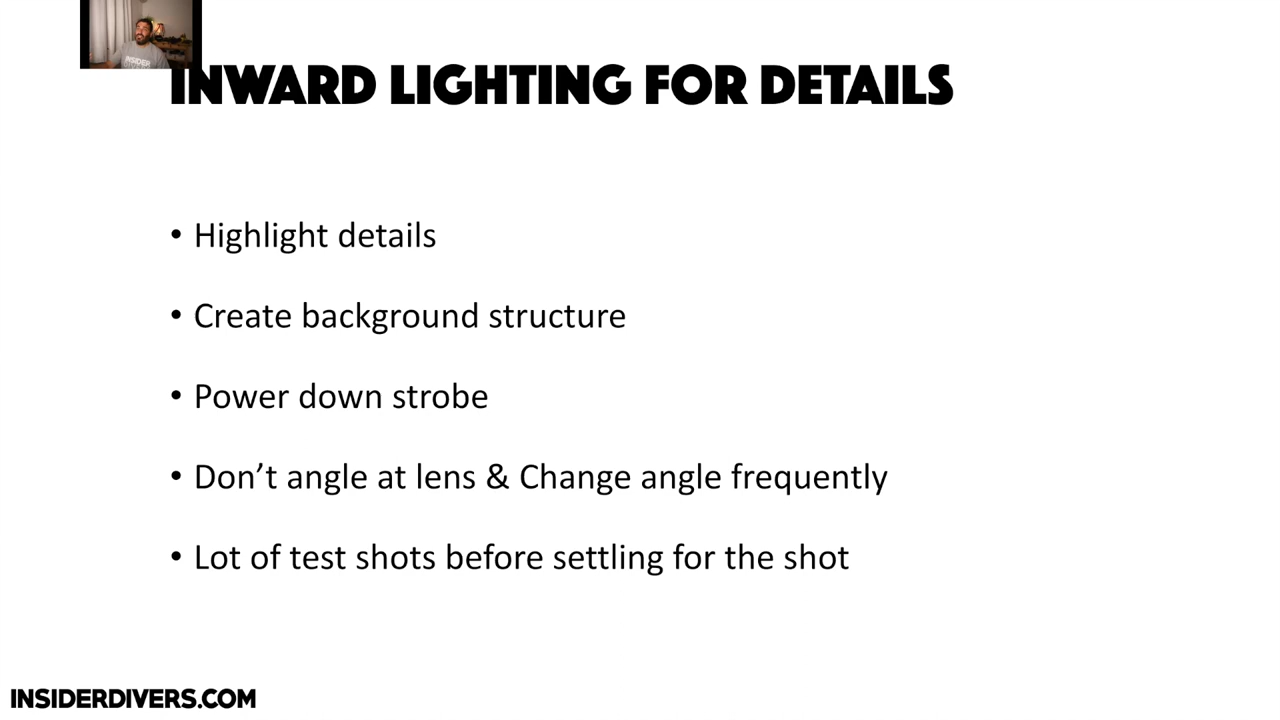 INSIDER
INWARD LIGHTING FOR DETAILS
• Highlight details
• Create background structure
• Power down strobe
• Don’t angle at lens & Change angle frequently
• Lot of test shots before settling for the shot
INSIDERDIVERS.COM